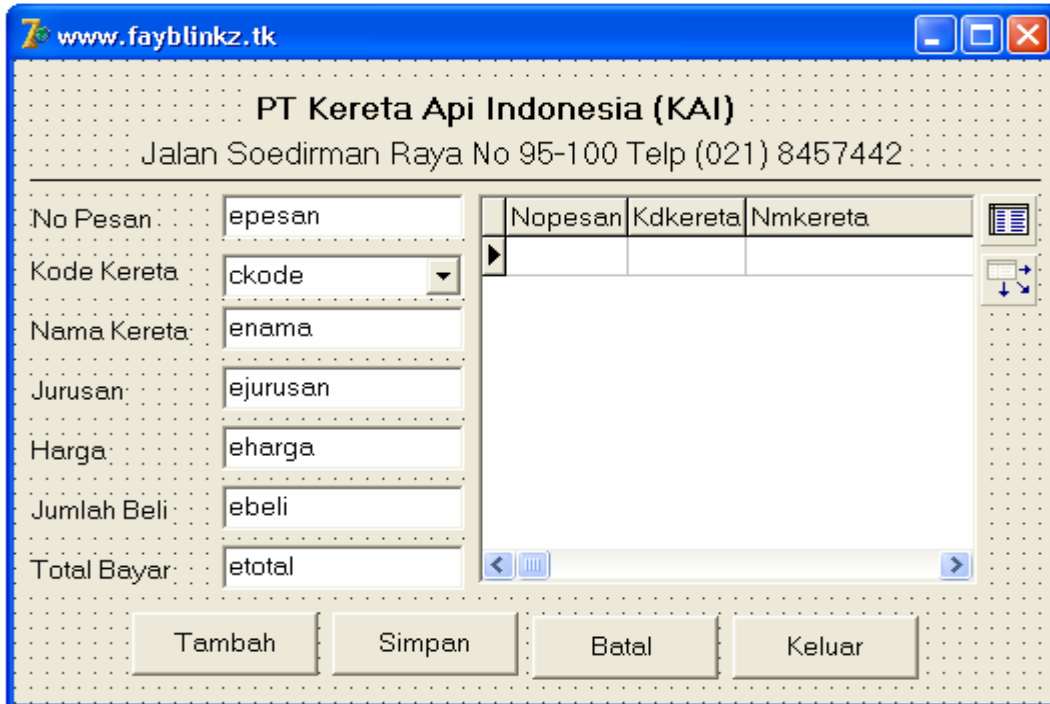 www.fayblinkz.tk
PT Kereta Api Indonesia (KAI)
Jalan Soedirman Raya No 95-100 Telp (021) 8457442
No Pesan epesan
Kode Kereta ckode
Nama Kereta enama
Jurusan ejurusan
Harga eharga
Jumlah Beli ebeli
Total Bayar etotal
Nopesan Kdkereta Nmkereta
Tambah Simpan Batal Keluar